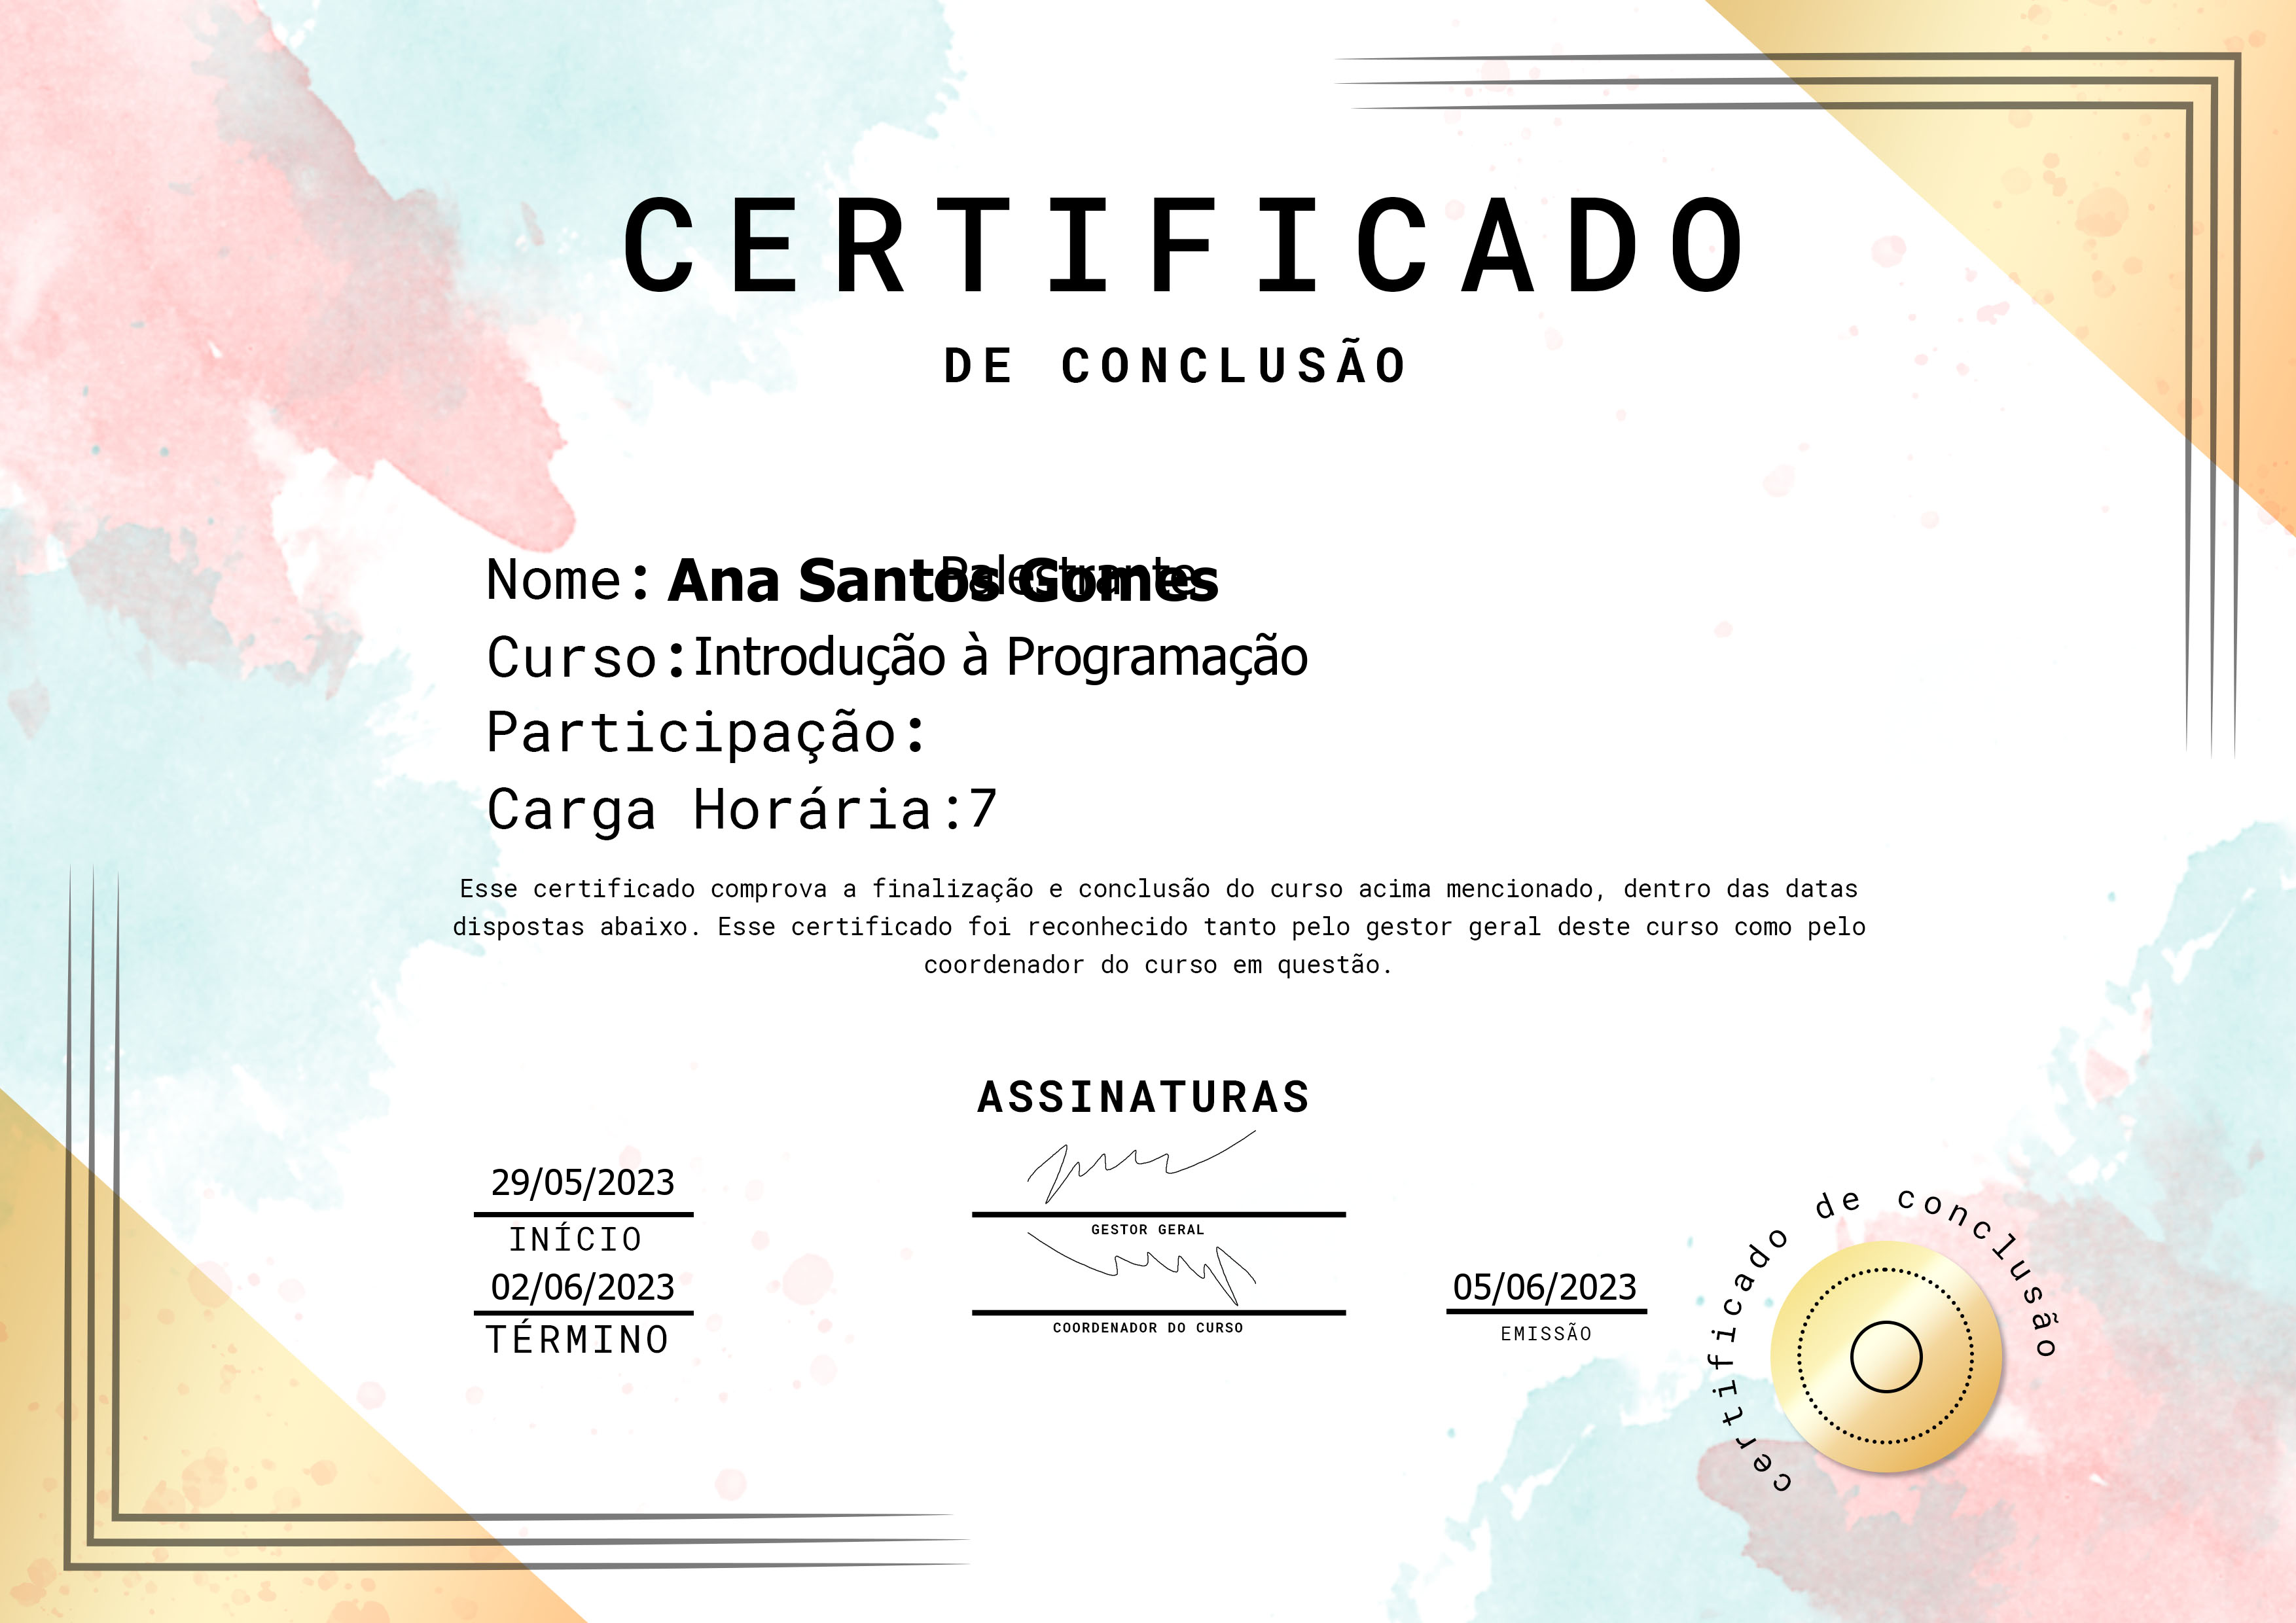 CERTIFICADO
DE CONCLUSÃO
Nome: Ana Santos Gomes
Palestrante
Curso:Introdução à Programação
Participação:
Carga Horária:7
Esse certificado comprova a finalização e conclusão do curso acima mencionado, dentro das datas
dispostas abaixo. Esse certificado foi reconhecido tanto pelo gestor geral deste curso como pelo
coordenador do curso em questão.
ASSINATURAS
29/05/2023
INÍCIO
GESTOR GERAL
02/06/2023
TÉRMINO
COORDENADOR DO CURSO
05/06/2023
EMISSÃO
certificado de conclusão